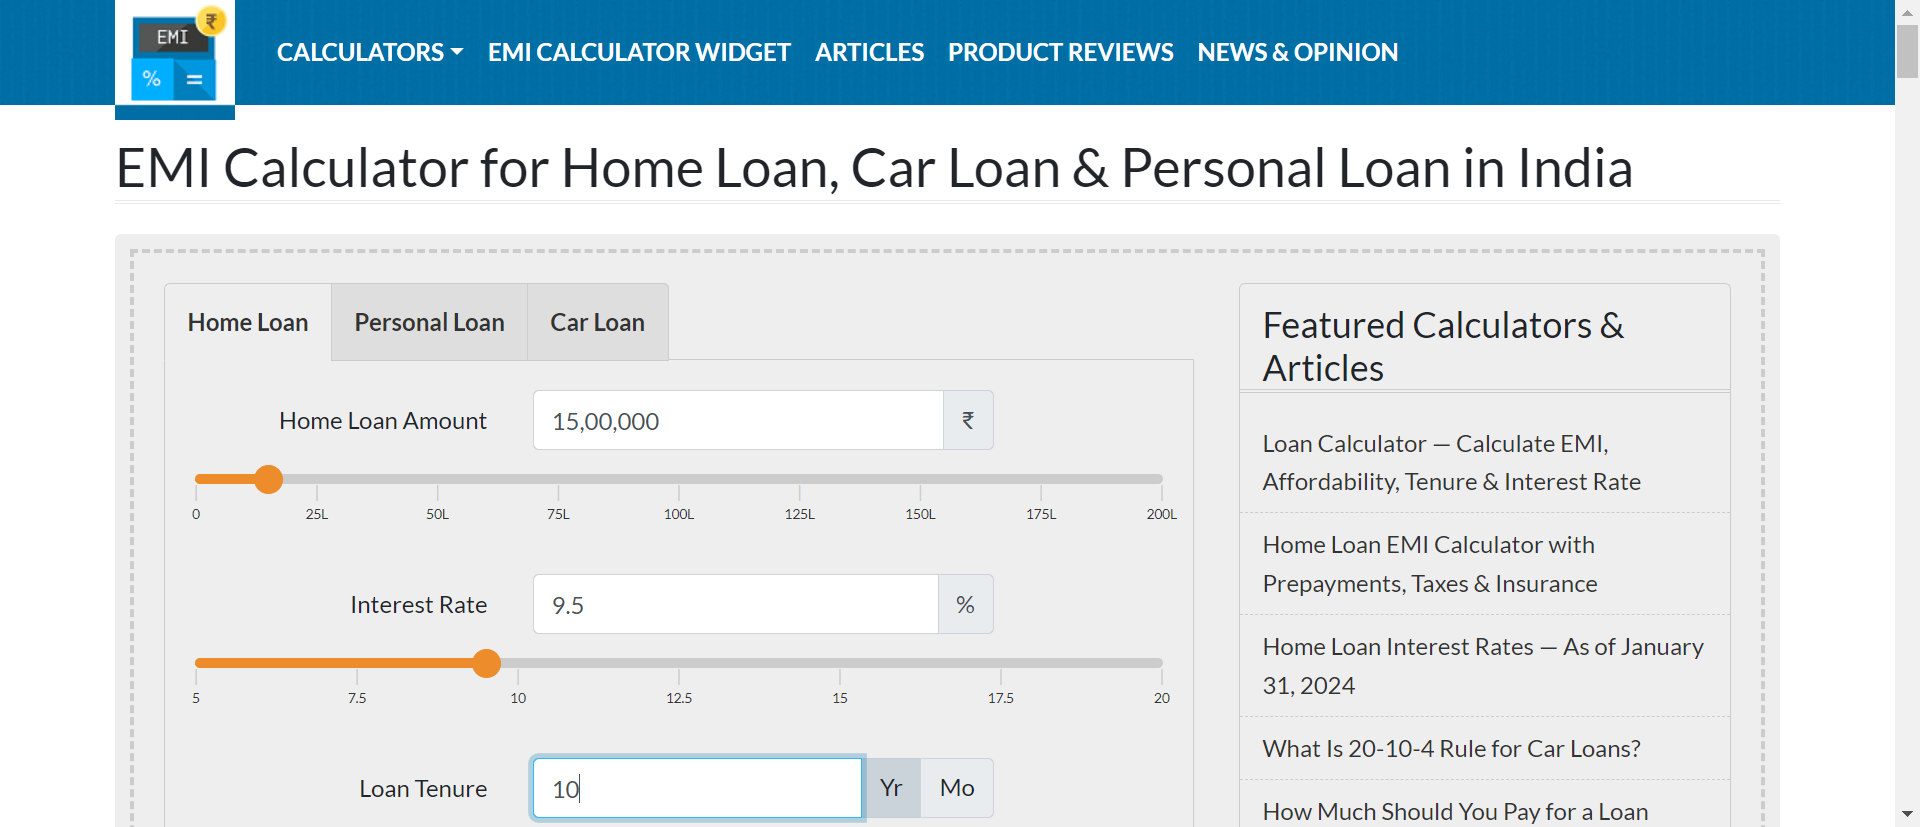 EMI
₹
%
=
CALCULATORS
EMI CALCULATOR WIDGET
ARTICLES
PRODUCT REVIEWS
NEWS & OPINION
EMI Calculator for Home Loan, Car Loan & Personal Loan in India
Home Loan
Personal Loan
Car Loan
Home Loan Amount
15,00,000
₹
0 25L 50L 75L 100L 125L 150L 175L 200L
Interest Rate
9.5
%
5 7.5 10 12.5 15 17.5 20
Loan Tenure
10
Yr
Mo
Featured Calculators &
Articles
Loan Calculator — Calculate EMI,
Affordability, Tenure & Interest Rate
Home Loan EMI Calculator with
Prepayments, Taxes & Insurance
Home Loan Interest Rates — As of January
31, 2024
What Is 20-10-4 Rule for Car Loans?
How Much Should You Pay for a Loan